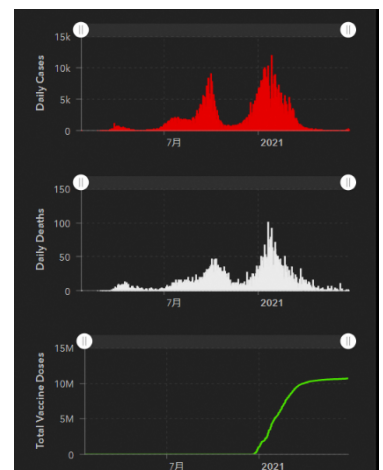 Daily Cases
15k
10k
5k
0
7月
2021
Daily Deaths
150
100
50
0
7月
2021
Total Vaccine Doses
15M
10M
5M
0
7月
2021